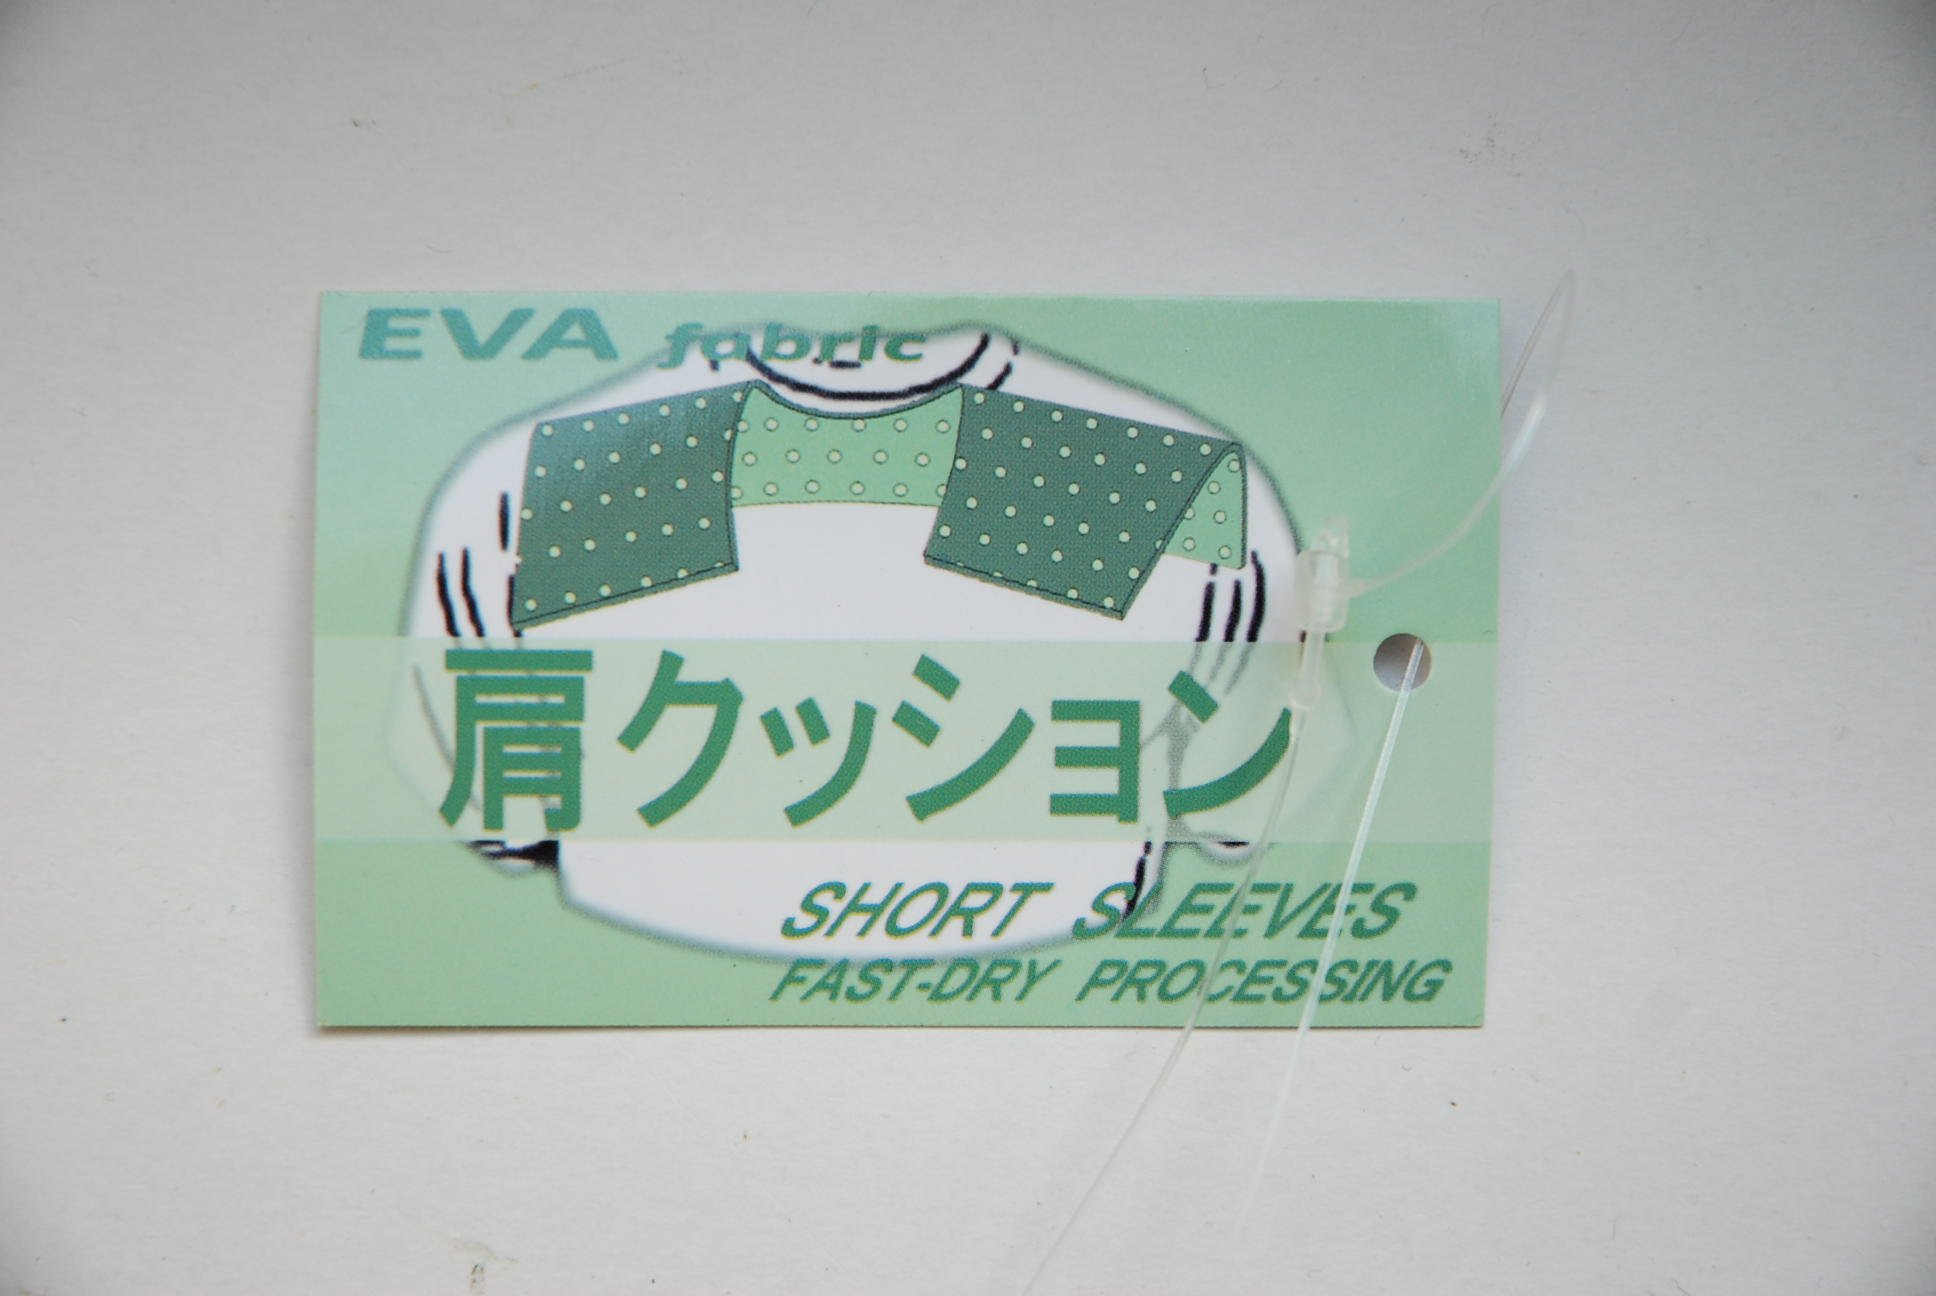 EVA fabric
肩クッション
SHORT SLEEVES
FAST-DRY PROCESSING